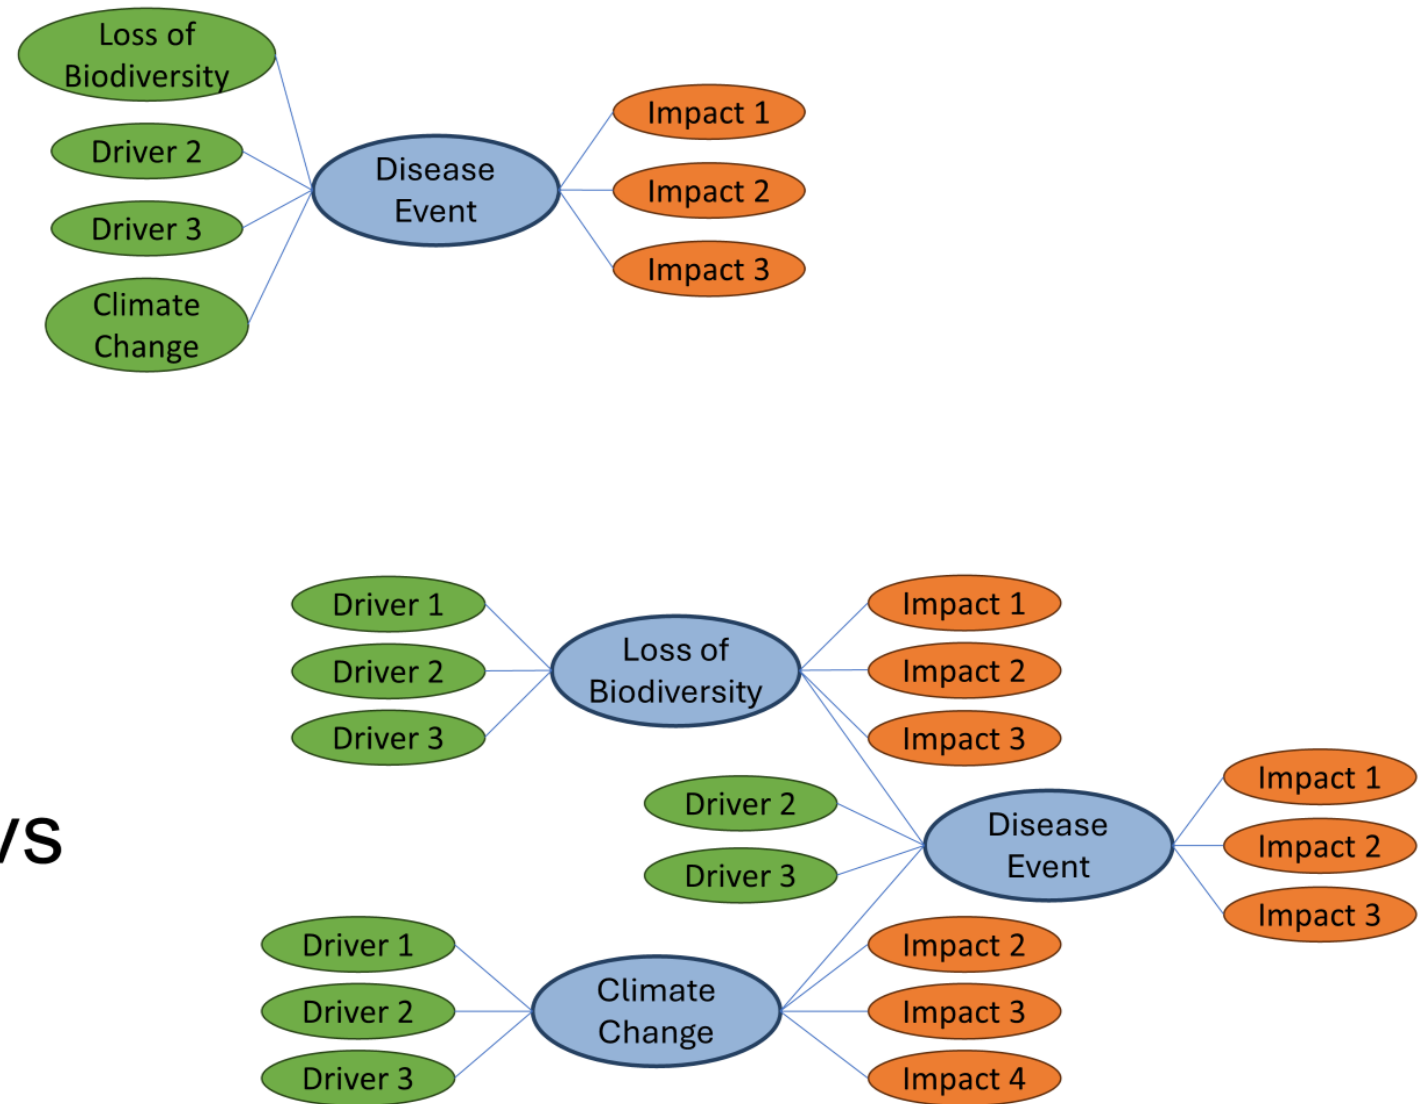 Loss of
Biodiversity
Driver 2
Driver 3
Climate
Change
Disease
Event
Impact 1
Impact 2
Impact 3
Driver 1
Driver 2
Driver 3
Loss of
Biodiversity
Impact 1
Impact 2
Impact 3
Driver 2
Driver 3
Disease
Event
Impact 1
Impact 2
Impact 3
vs
Driver 1
Driver 2
Driver 3
Climate
Change
Impact 2
Impact 3
Impact 4